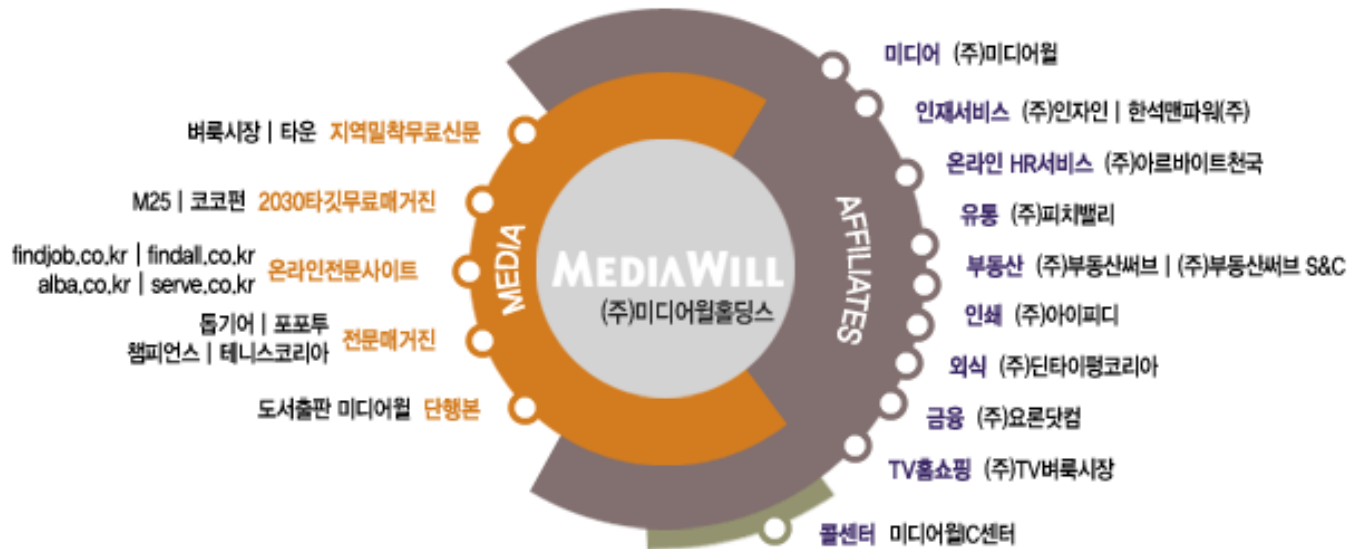 벼룩시장 | 타운 지역밀착무료신문
M25 | 코코펀 2030타깃무료매거진
findjob.co.kr | findall.co.kr
alba.co.kr | serve.co.kr
온라인전문사이트
톱기어 | 포포투
챔피언스 | 테니스코리아
전문매거진
도서출판 미디어윌 단행본
MEDIA
MEDIAWILL
(주)미디어윌홀딩스
AFFILIATES
미디어 (주)미디어윌
인재서비스 (주)인자인 | 한석맨파워(주)
온라인 HR서비스 (주)아르바이트천국
유통 (주)피치밸리
부동산 (주)부동산써브 | (주)부동산써브 S&C
인쇄 (주)아이피디
외식 (주)딘타이펑코리아
금융 (주)요론닷컴
TV홈쇼핑 (주)TV벼룩시장
콜센터 미디어윌C센터